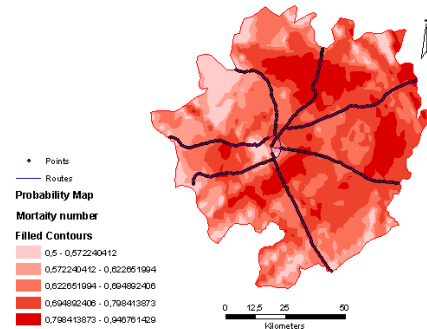 Points
Routes
Probability Map
Mortaity number
Filled Contours
0,5 - 0,572240412
0,572240412 - 0,622651994
0,622651994 - 0,694892406
0,694892406 - 0,798413873
0,798413873 - 0,946761429
0 12,5 25 50
Kilometers